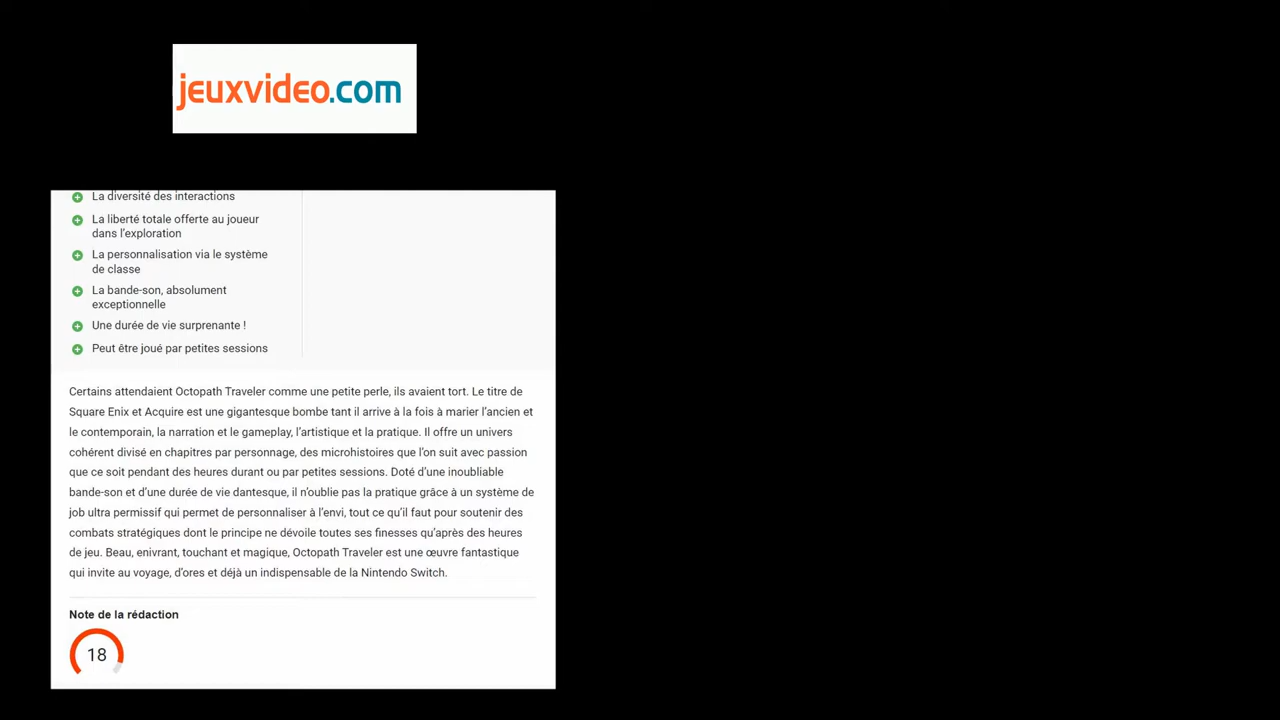 jeuxvideo.com
La diversité des interactions
La liberté totale offerte au joueur
dans l'exploration
La personnalisation via le système
de classe
La bande-son, absolument
exceptionnelle
Une durée de vie surprenante !
Peut être joué par petites sessions
Certains attendaient Octopath Traveler comme une petite perle, ils avaient tort. Le titre de
Square Enix et Acquire est une gigantesque bombe tant il arrive à la fois à marier l'ancien et
le contemporain, la narration et le gameplay, l'artistique et la pratique. Il offre un univers
cohérent divisé en chapitres par personnage, des microhistoires que l'on suit avec passion
que ce soit pendant des heures durant ou par petites sessions. Doté d'une inoubliable
bande-son et d'une durée de vie dantesque, il n'oublie pas la pratique grâce à un système de
job ultra permissif qui permet de personnaliser à l'envi, tout ce qu'il faut pour soutenir des
combats stratégiques dont le principe ne dévoile toutes ses finesses qu'après des heures
de jeu. Beau, enivrant, touchant et magique, Octopath Traveler est une œuvre fantastique
qui invite au voyage, d'ores et déjà un indispensable de la Nintendo Switch.
Note de la rédaction
18